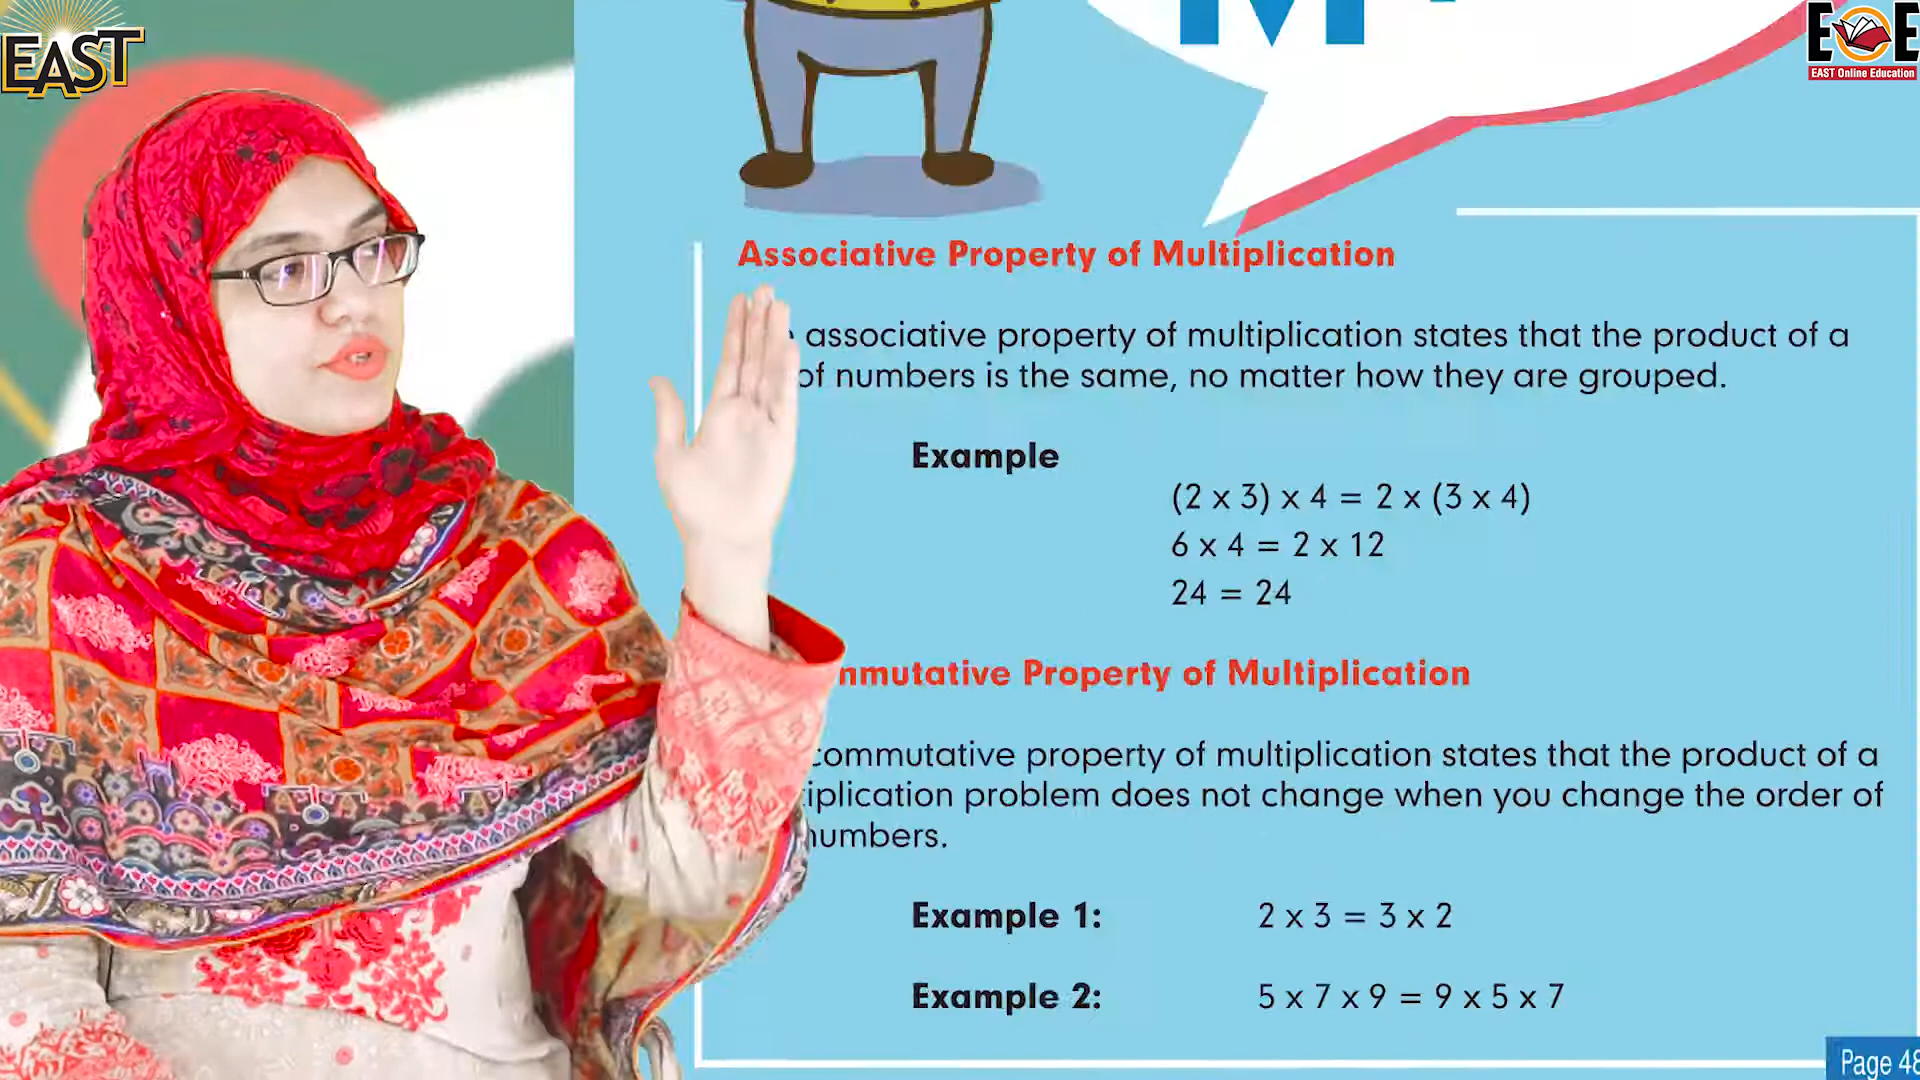 EAST
M
EOE
EAST Online Education
Associative Property of Multiplication
associative property of multiplication states that the product of a
of numbers is the same, no matter how they are grouped.
Example
(2 x 3) x 4 = 2 x (3 x 4)
6 x 4 = 2 x 12
24 = 24
mmutative Property of Multiplication
commutative property of multiplication states that the product of a
iplication problem does not change when you change the order of
numbers.
Example 1: 2 x 3 = 3 x 2
Example 2: 5 x 7 x 9 = 9 x 5 x 7
Page 48